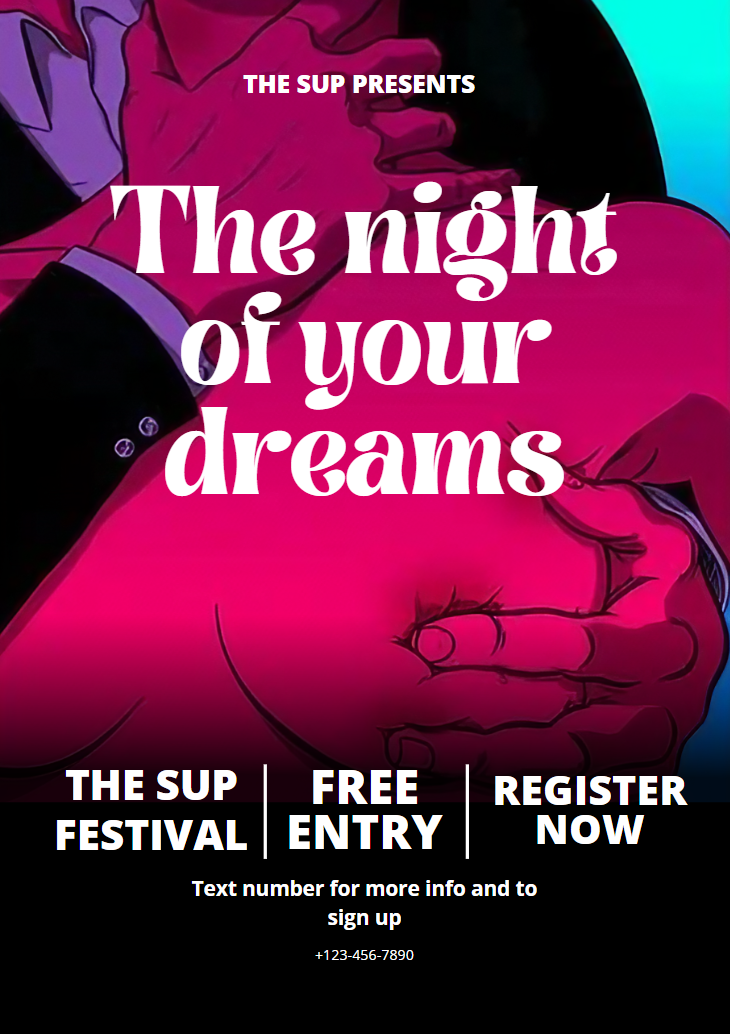 THE SUP PRESENTS
The night
of your
dreams
THE SUP
FESTIVAL
FREE
ENTRY
REGISTER
NOW
Text number for more info and to
sign up
+123-456-7890